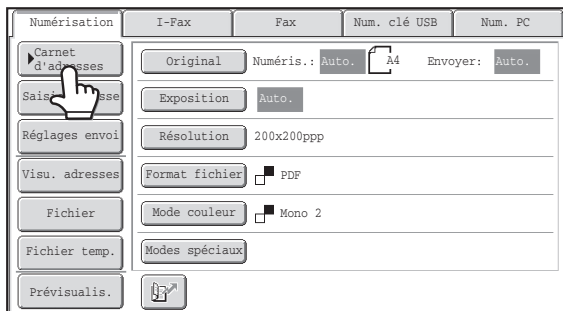 Numérisation I-Fax Fax Num. clé USB Num. PC
Carnet
d'adresses
Original Numéris.: Auto. A4 Envoyer: Auto.
Exposition Auto.
Réglages envoi Résolution 200x200ppp
Visu. adresses Format fichier PDF
Fichier Mode couleur Mono 2
Fichier temp. Modes spéciaux
Prévisualis.